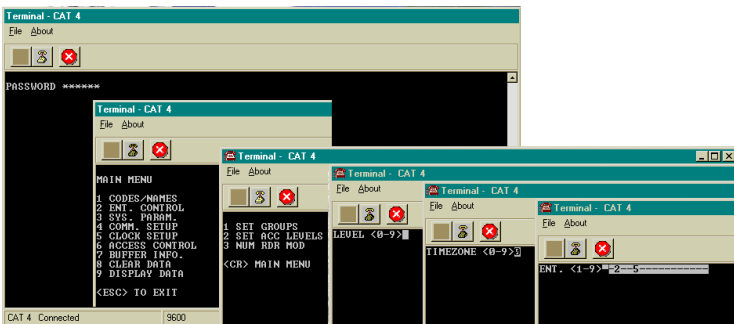 Terminal - CAT 4
File About
PASSWORD ******
Terminal - CAT 4
File About
MAIN MENU
1 CODES/NAMES
2 ENT. CONTROL
3 SYS. PARAM.
4 COMM. SETUP
5 CLOCK SETUP
6 ACCESS CONTROL
7 BUFFER INFO.
8 CLEAR DATA
9 DISPLAY DATA
<ESC> TO EXIT
Terminal - CAT 4
File About
1 SET GROUPS
2 SET ACC LEVELS
3 NUM RDR MOD
<CR> MAIN MENU
Terminal - CAT 4
File About
LEVEL <0-9>
Terminal - CAT 4
File About
TIMEZONE <0-9>
Terminal - CAT 4
File About
ENT. <1-9> -2--5------------
CAT 4 Connected
9600